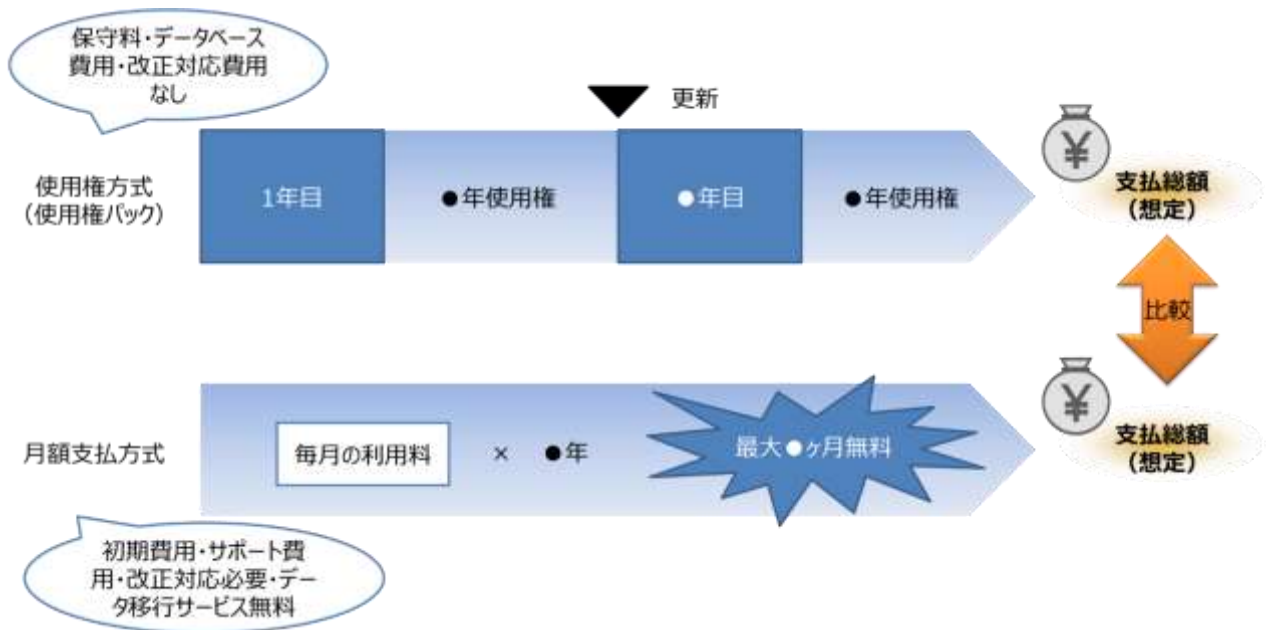 保守料・データベース
費用・改正対応費用
なし
更新
使用権方式
(使用権パック)
1年目
●年使用権
●年目
●年使用権
¥
支払総額
(想定)
比較
月額支払方式
毎月の利用料
× ●年
最大●ヶ月無料
¥
支払総額
(想定)
初期費用・サポート費
用・改正対応必要・デー
タ移行サービス無料